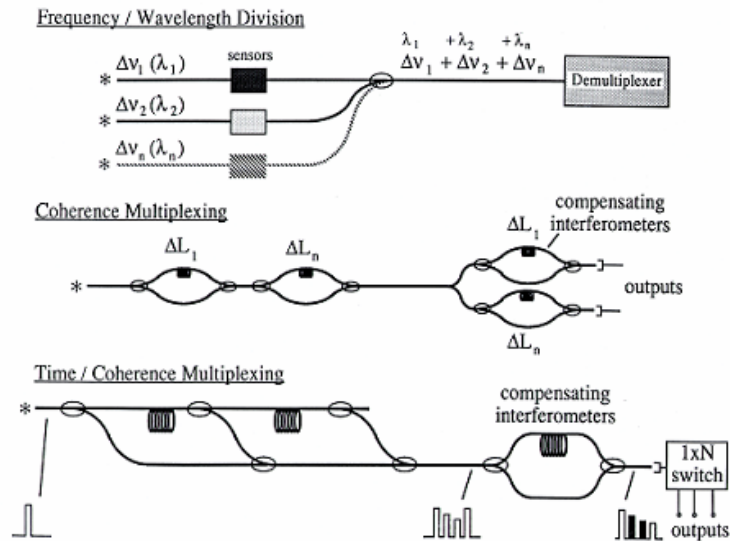 Frequency / Wavelength Division
sensors
* Δν₁(λ₁)
* Δν₂(λ₂)
* Δνₙ(λₙ)
λ₁ +λ₂ +λₙ
Δν₁ + Δν₂ + Δνₙ
Demultiplexer
Coherence Multiplexing
*
ΔL₁
ΔLₙ
ΔL₁
compensating
interferometers
outputs
ΔLₙ
Time / Coherence Multiplexing
*
compensating
interferometers
1xN
switch
outputs